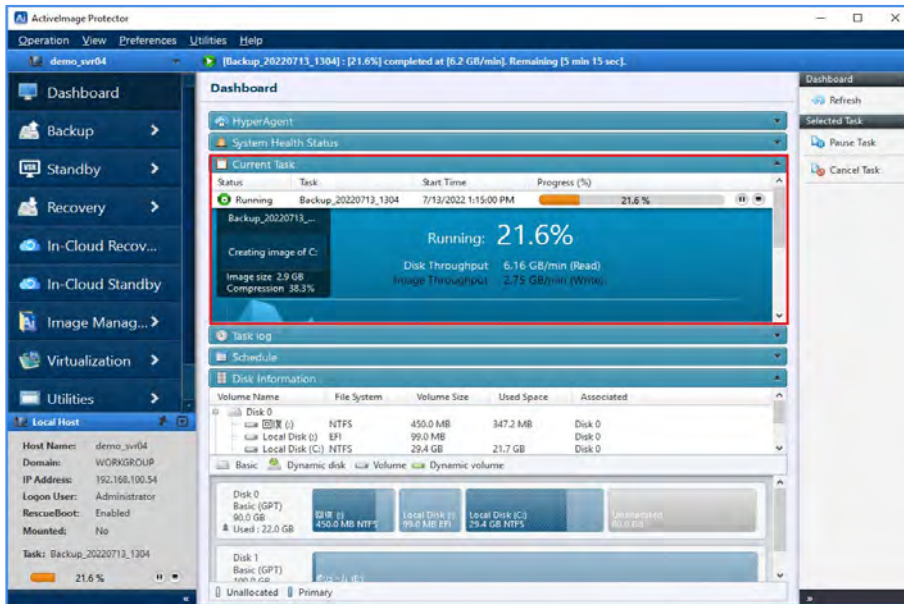 ActiveImage Protector
Operation View Preferences Utilities Help
demo_svr04
[Backup_20220713_1304] : [21.6%] completed at [6.2 GB/min]. Remaining [5 min 15 sec].
Dashboard
Backup
Standby
Recovery
In-Cloud Recov...
In-Cloud Standby
Image Manag...
Virtualization
Utilities
Local Host
Host Name: demo_svr04
Domain: WORKGROUP
IP Address: 192.168.100.54
Logon User: Administrator
RescueBoot: Enabled
Mounted: No
Task: Backup_20220713_1304
21.6 %
Dashboard
HyperAgent
System Health Status
Current Task
Status Task Start Time Progress (%)
Running Backup_20220713_1304 7/13/2022 1:15:00 PM 21.6 %
Backup_20220713_...
Creating image of C:
Image size 2.9 GB
Compression 38.3%
Running: 21.6%
Disk Throughput 6.16 GB/min (Read)
Image Throughput 2.75 GB/min (Write)
Task log
Schedule
Disk Information
Volume Name File System Volume Size Used Space Associated
Disk 0
回復 (:) NTFS 450.0 MB 347.2 MB Disk 0
Local Disk (:) EFI 99.0 MB Disk 0
Local Disk (C:) NTFS 29.4 GB 21.7 GB Disk 0
Basic Dynamic disk Volume Dynamic volume
Disk 0
Basic (GPT)
90.0 GB
Used : 22.0 GB
回復 (:)
450.0 MB NTFS
Local Disk (:)
99.0 MB EFI
Local Disk (C:)
29.4 GB NTFS
Unallocated
Disk 1
Basic (GPT)
100.0 GB
Unallocated Primary
Dashboard
Refresh
Selected Task
Pause Task
Cancel Task